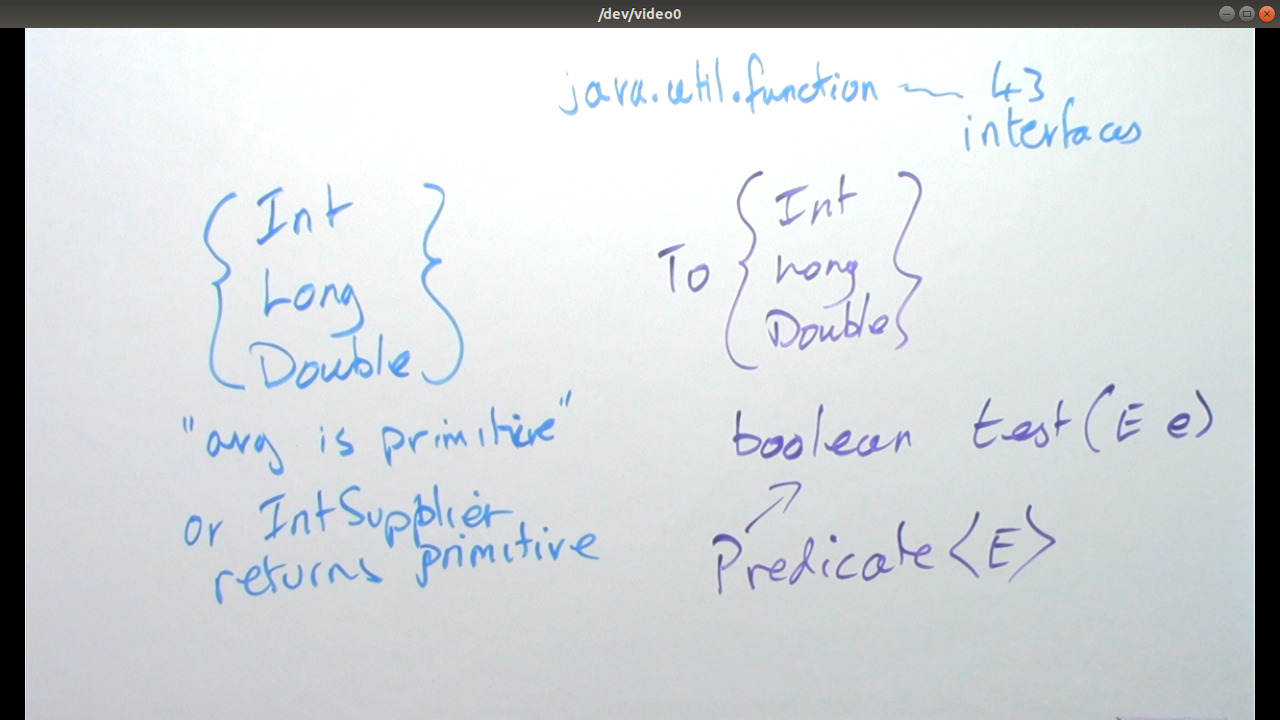 /dev/video0
java.util.function — 43
interfaces
{ Int }
Long
Double
"arg is primitive"
or IntSupplier
returns primitive
To { Int }
Long
Double
boolean test(E e)
Predicate<E>